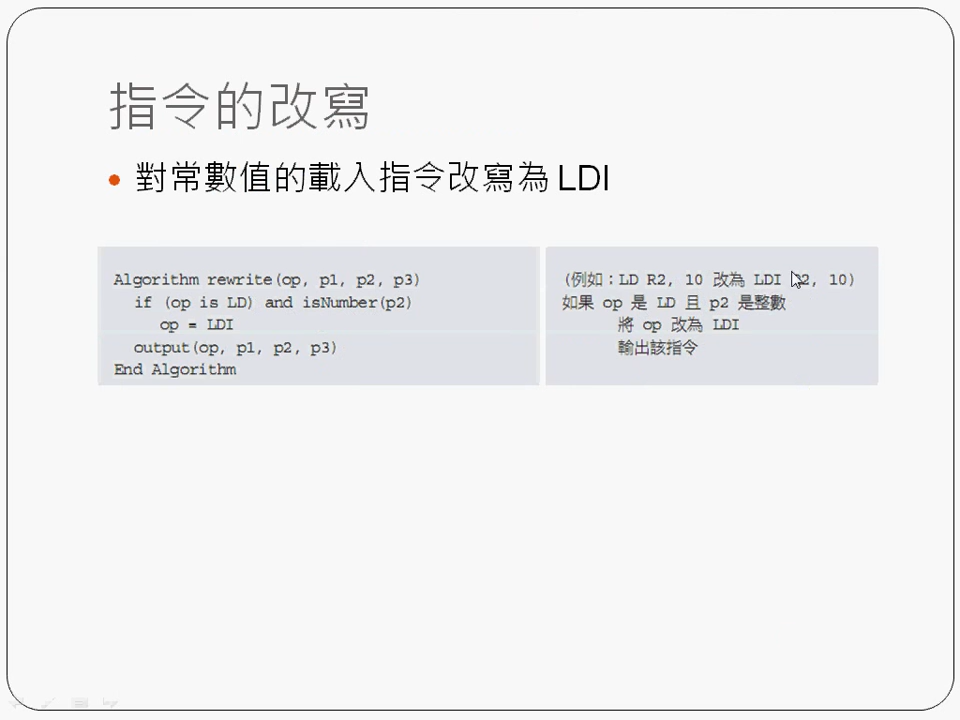 指令的改寫
對常數值的載入指令改寫為 LDI
Algorithm rewrite(op, p1, p2, p3)
if (op is LD) and isNumber(p2)
op = LDI
output(op, p1, p2, p3)
End Algorithm
(例如：LD R2, 10 改為 LDI R2, 10)
如果 op 是 LD 且 p2 是整數
將 op 改為 LDI
輸出該指令